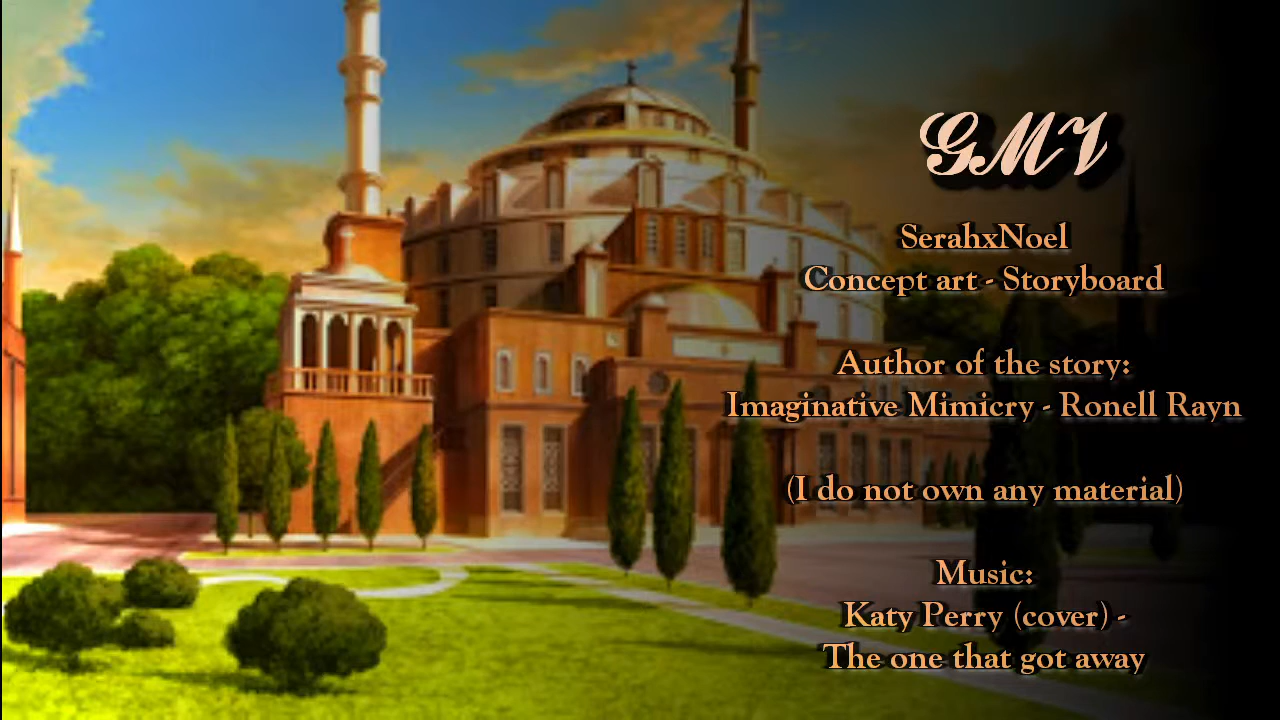 GMV
SerahxNoel
Concept art - Storyboard
Author of the story:
Imaginative Mimicry - Ronell Rayn
(I do not own any material)
Music:
Katy Perry (cover) -
The one that got away